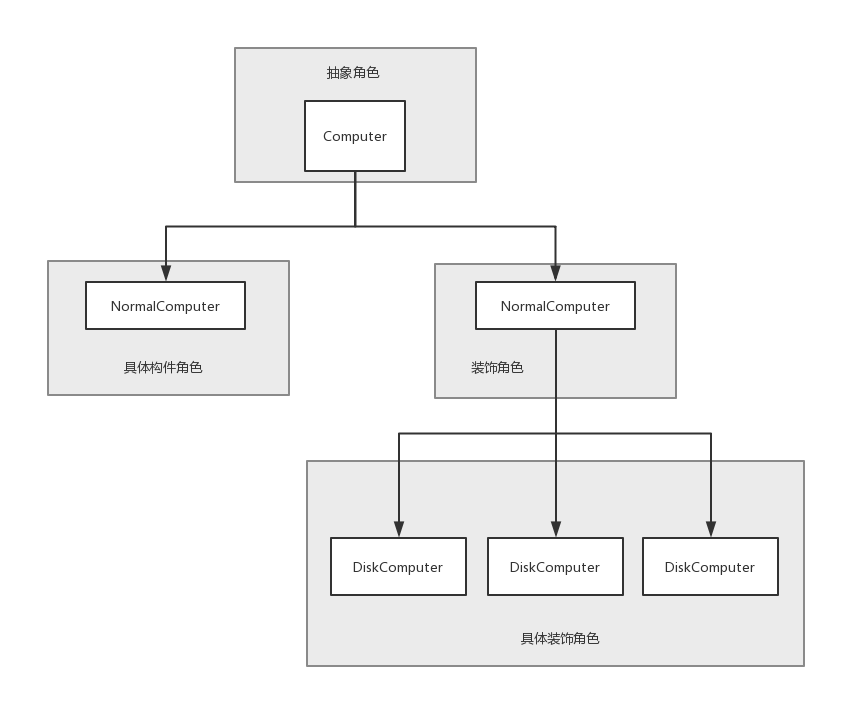 抽象角色
Computer
NormalComputer
具体构件角色
NormalComputer
装饰角色
DiskComputer
DiskComputer
DiskComputer
具体装饰角色